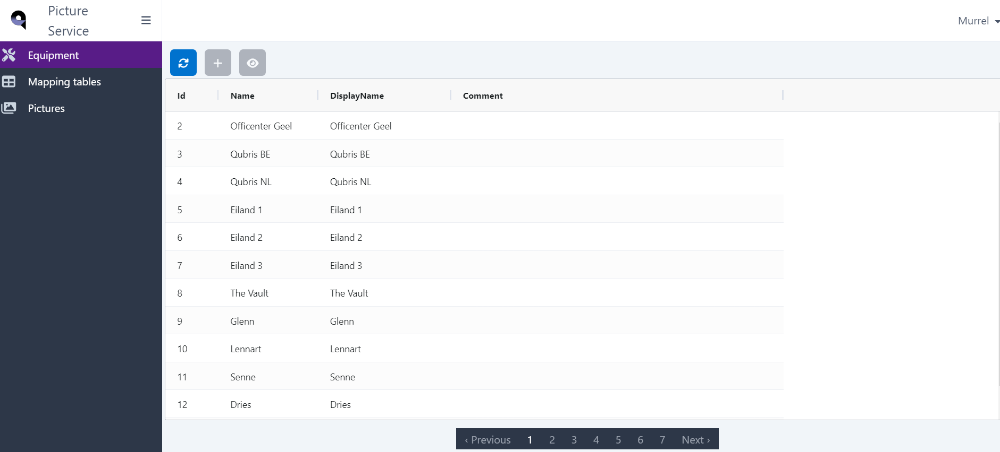 Picture
Service
Murrel
Equipment
Mapping tables
Pictures
Id Name DisplayName Comment
2 Officenter Geel Officenter Geel
3 Qubris BE Qubris BE
4 Qubris NL Qubris NL
5 Eiland 1 Eiland 1
6 Eiland 2 Eiland 2
7 Eiland 3 Eiland 3
8 The Vault The Vault
9 Glenn Glenn
10 Lennart Lennart
11 Senne Senne
12 Dries Dries
‹ Previous 1 2 3 4 5 6 7 Next ›